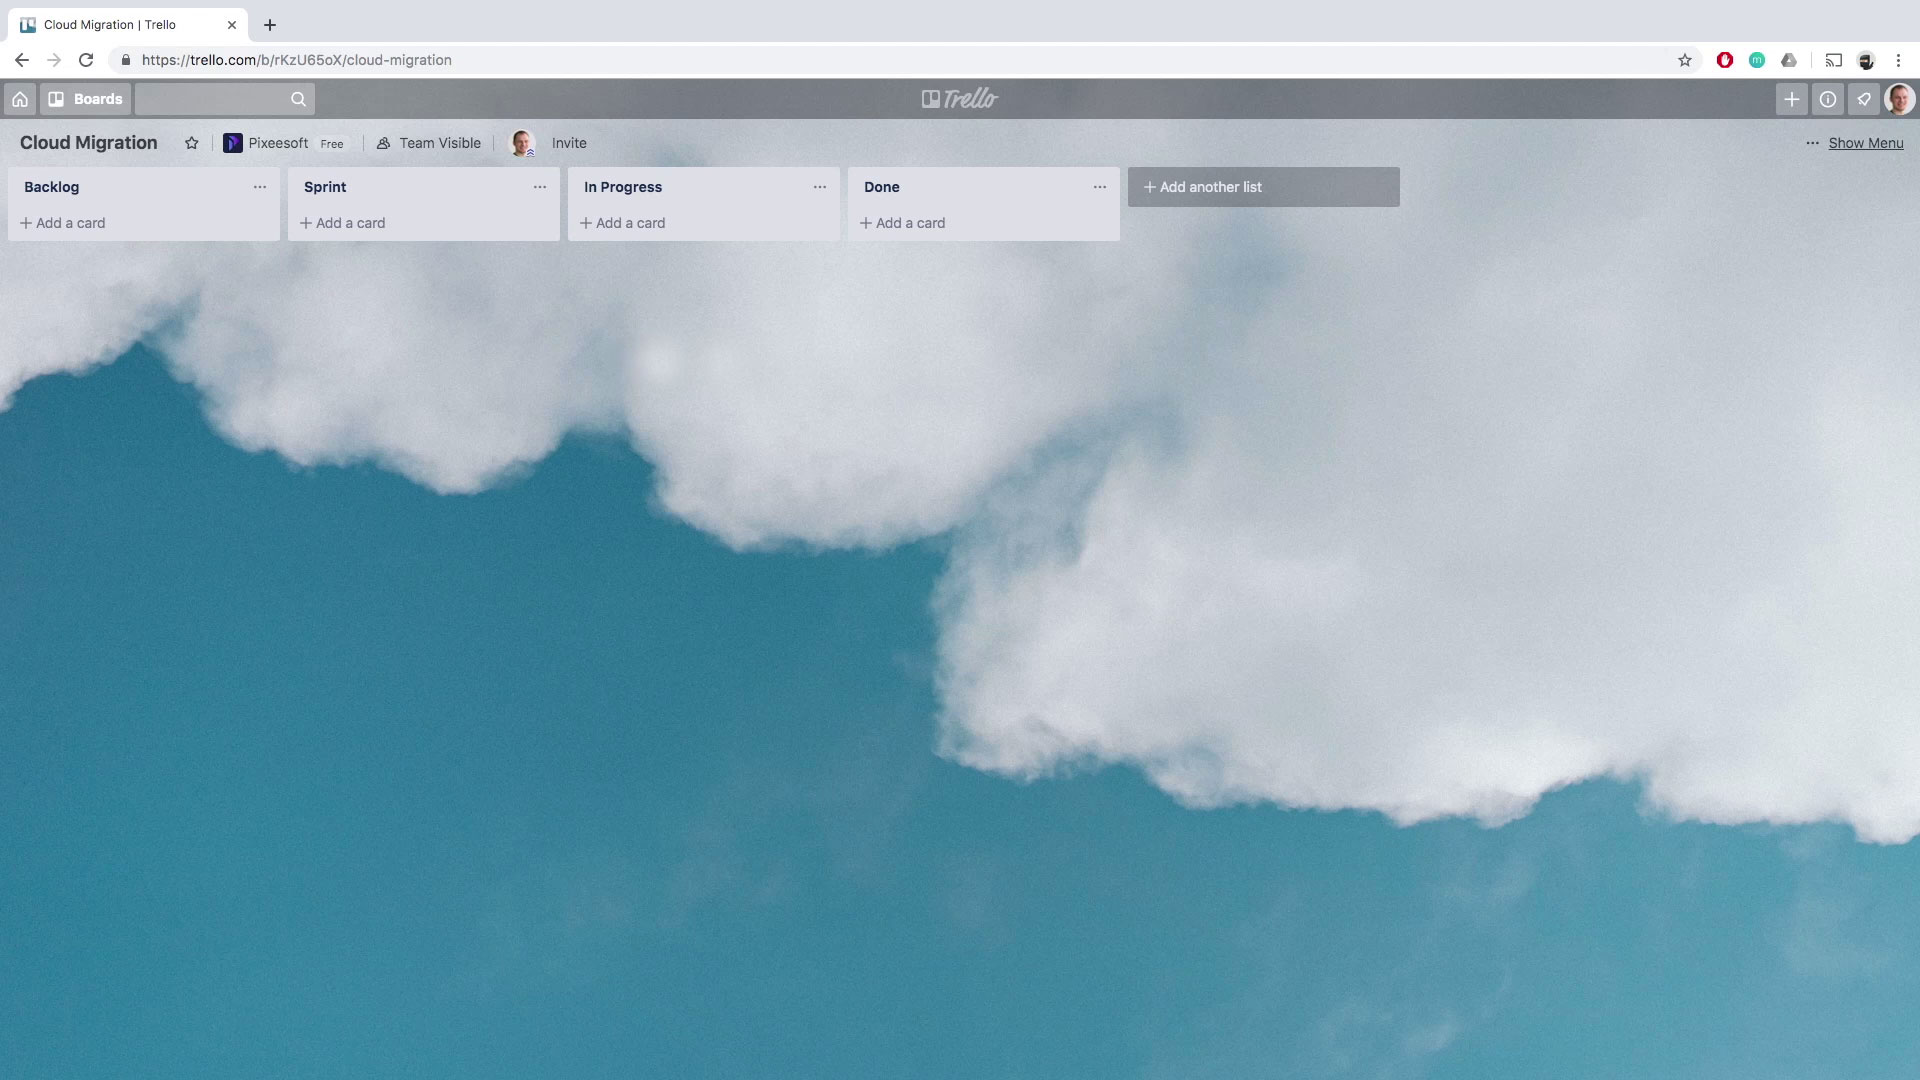 Cloud Migration | Trello
https://trello.com/b/rKzU65oX/cloud-migration
Boards
Trello
Cloud Migration
Pixeesoft Free
Team Visible
Invite
... Show Menu
Backlog ...
Sprint ...
In Progress ...
Done ...
+ Add another list
+ Add a card
+ Add a card
+ Add a card
+ Add a card